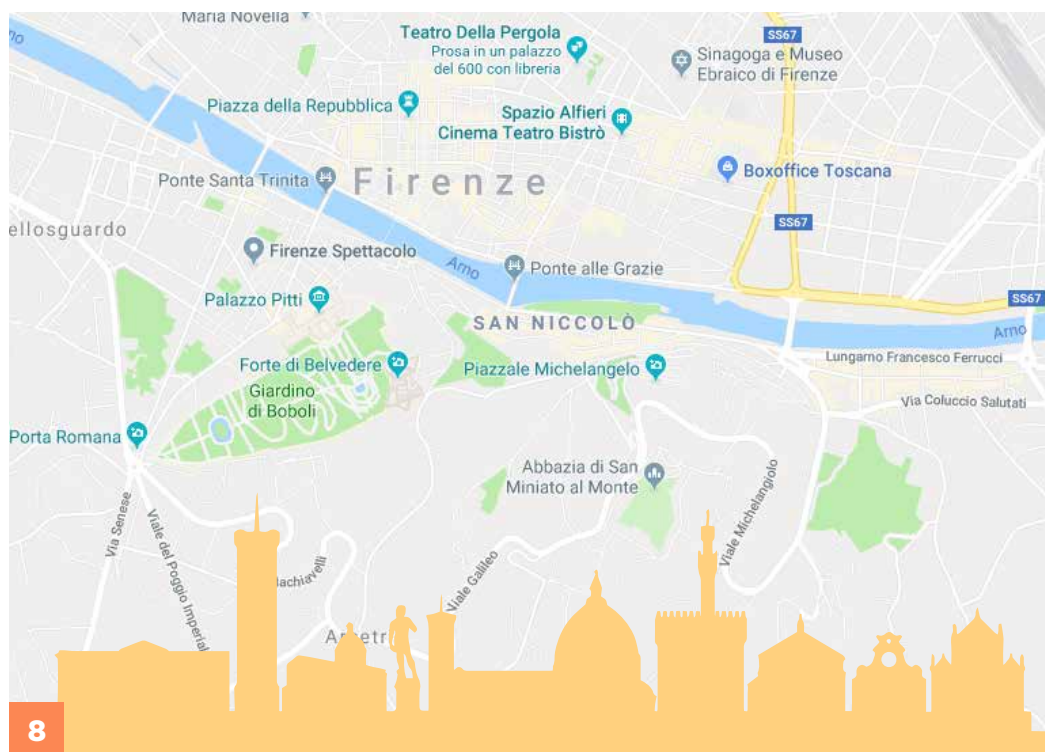 Maria Novella
Teatro Della Pergola
Prosa in un palazzo
del 600 con libreria
SS67
Sinagoga e Museo
Ebraico di Firenze
Piazza della Repubblica
Spazio Alfieri
Cinema Teatro Bistrò
Boxoffice Toscana
Ponte Santa Trinita
Firenze
SS67
ellosguardo
Firenze Spettacolo
Arno
Ponte alle Grazie
Palazzo Pitti
SS67
SAN NICCOLÒ
Arno
Lungarno Francesco Ferrucci
Forte di Belvedere
Piazzale Michelangelo
Giardino
di Boboli
Via Coluccio Salutati
Porta Romana
Abbazia di San
Miniato al Monte
Via Senese
Viale del Poggio Imperial
achiavelli
Viale Galileo
Viale Michelangiolo
Ar etr
8